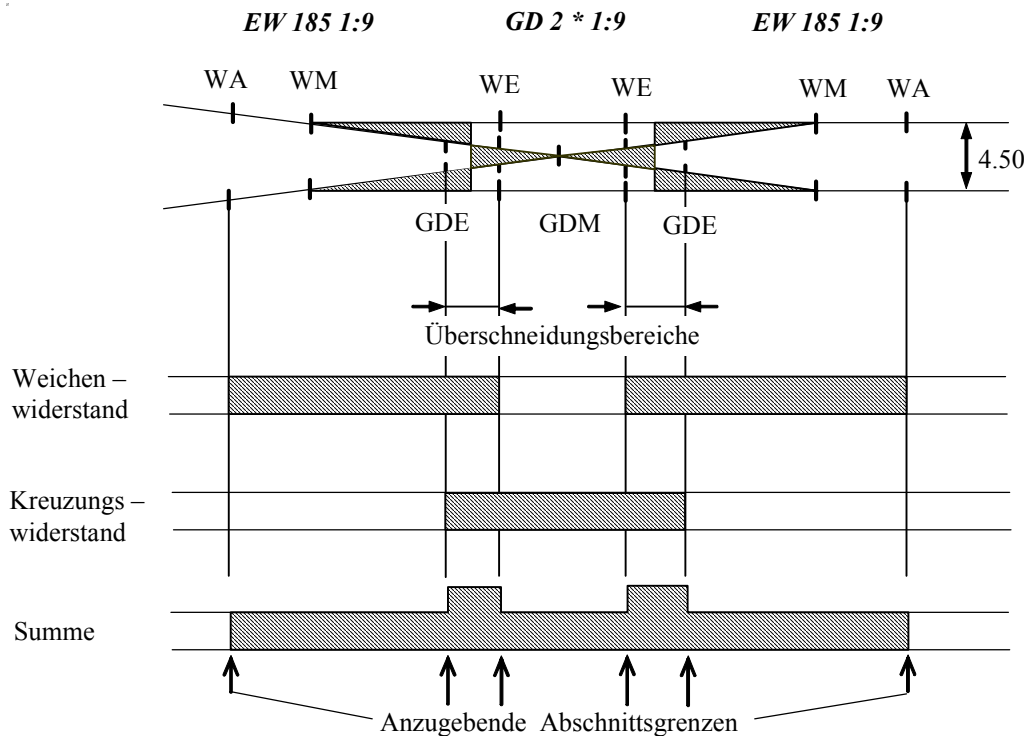 EW 185 1:9 GD 2 * 1:9 EW 185 1:9
WA WM WE WE WM WA
4.50
GDE GDM GDE
Überschneidungsbereiche
Weichen –
widerstand
Kreuzungs –
widerstand
Summe
Anzugebende Abschnittsgrenzen